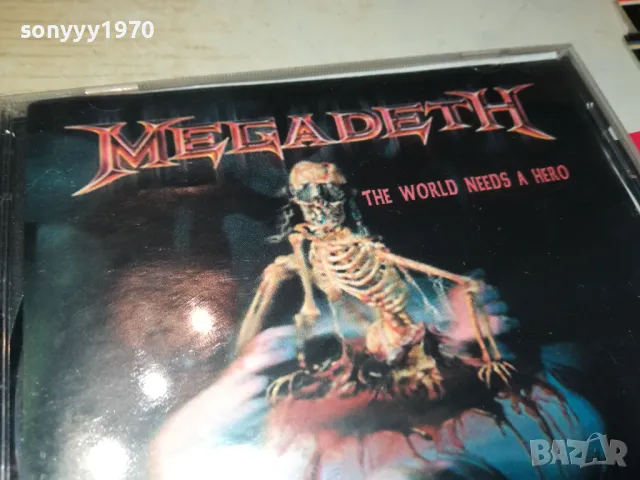 sonyyy1970
MEGADETH
THE WORLD NEEDS A HERO
BAZAR